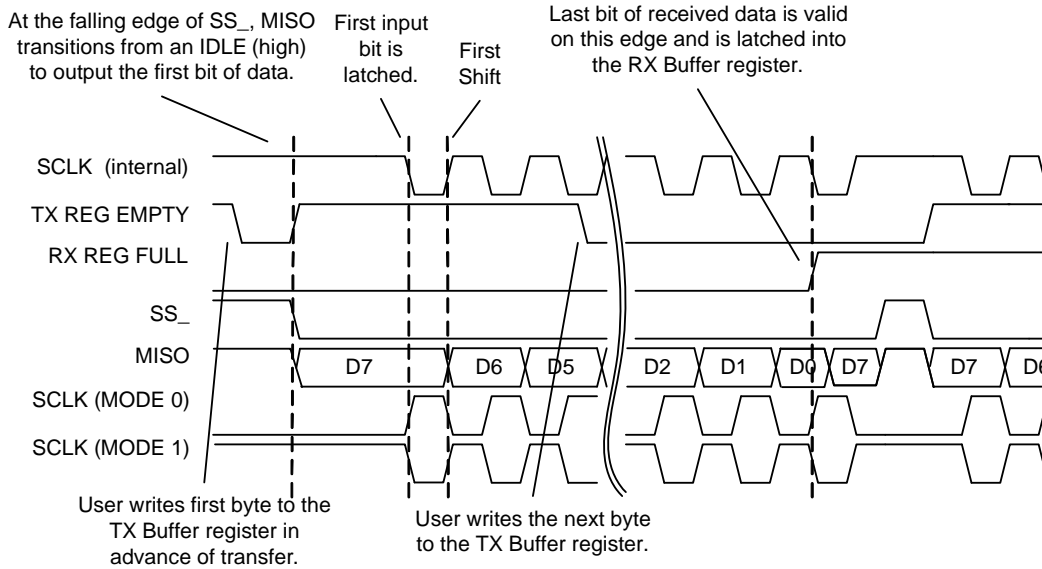 At the falling edge of SS_, MISO
transitions from an IDLE (high)
to output the first bit of data.
First input
bit is
latched.
First
Shift
Last bit of received data is valid
on this edge and is latched into
the RX Buffer register.
SCLK (internal)
TX REG EMPTY
RX REG FULL
SS_
MISO
D7
D6
D5
D2
D1
D0
D7
D7
D6
SCLK (MODE 0)
SCLK (MODE 1)
User writes first byte to the
TX Buffer register in
advance of transfer.
User writes the next byte
to the TX Buffer register.